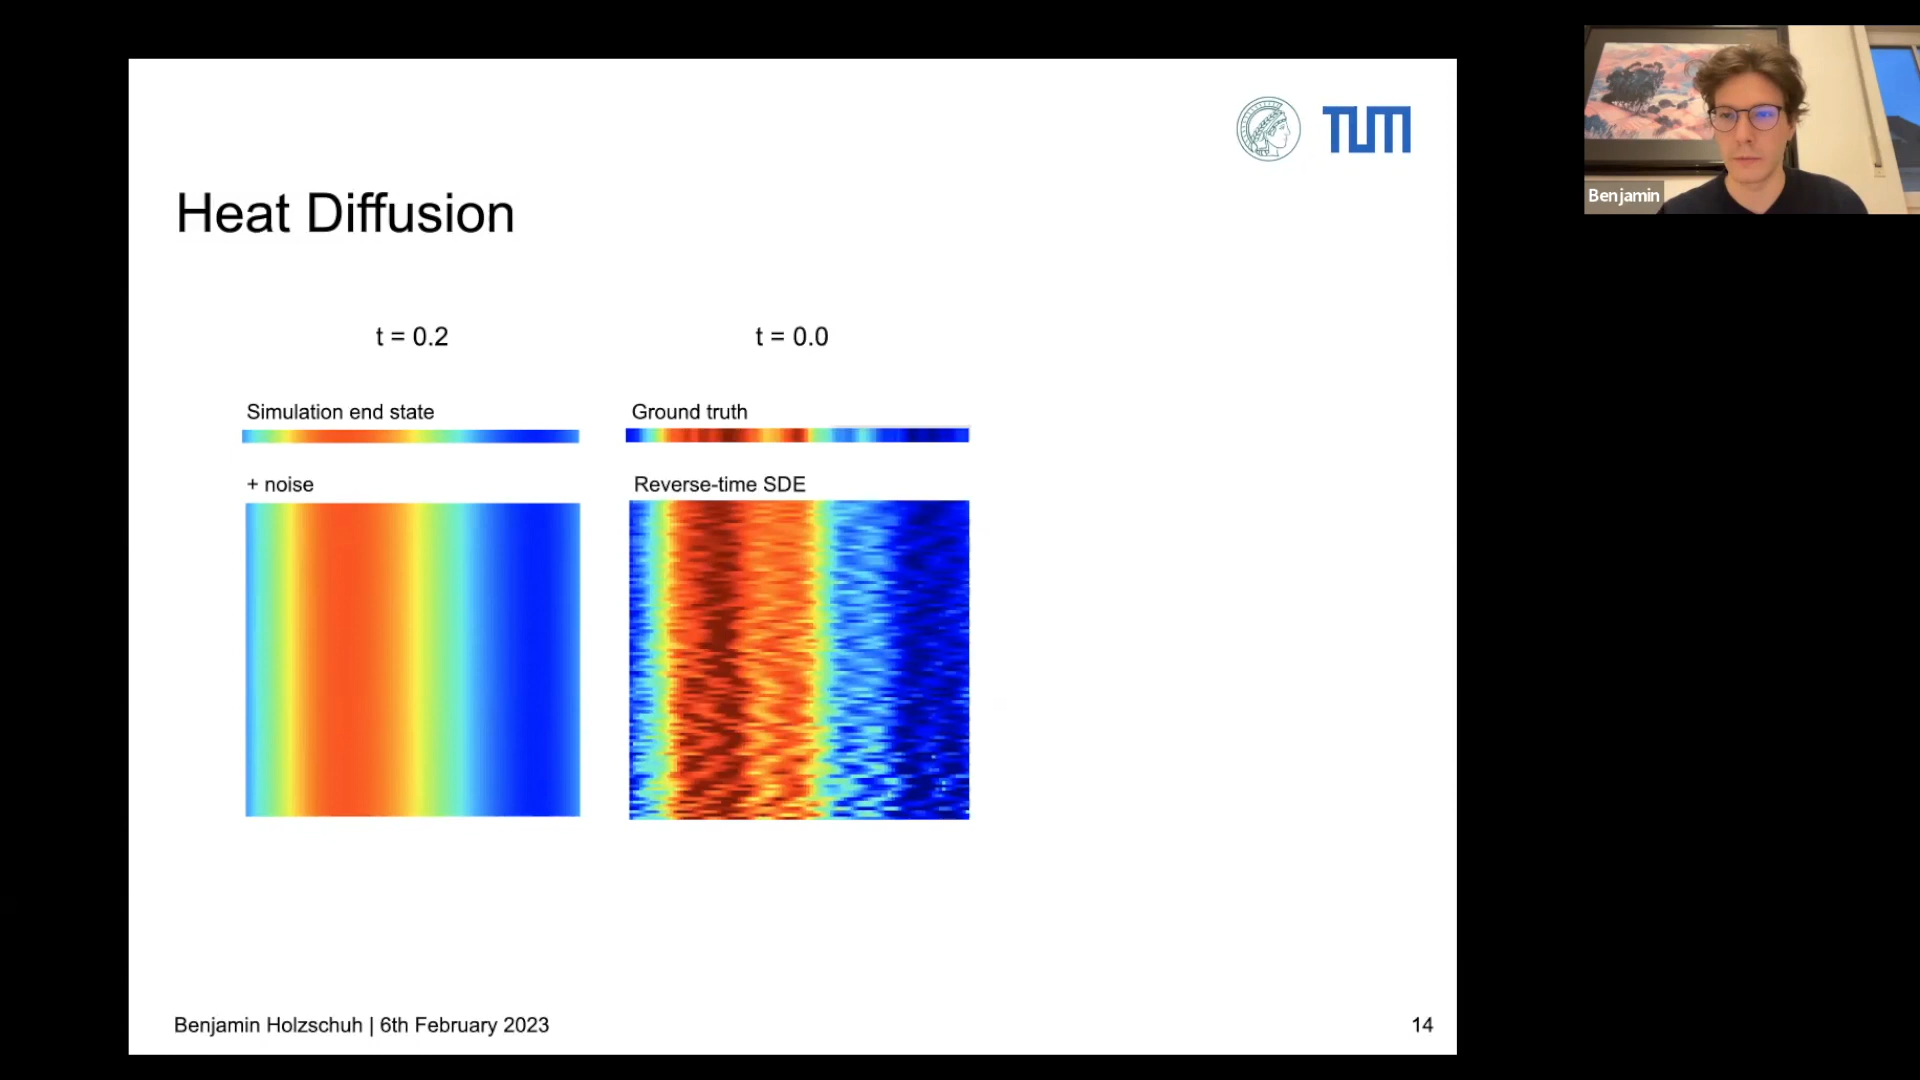 TUM
Benjamin
Heat Diffusion
t = 0.2
t = 0.0
Simulation end state
Ground truth
+ noise
Reverse-time SDE
Benjamin Holzschuh | 6th February 2023
14